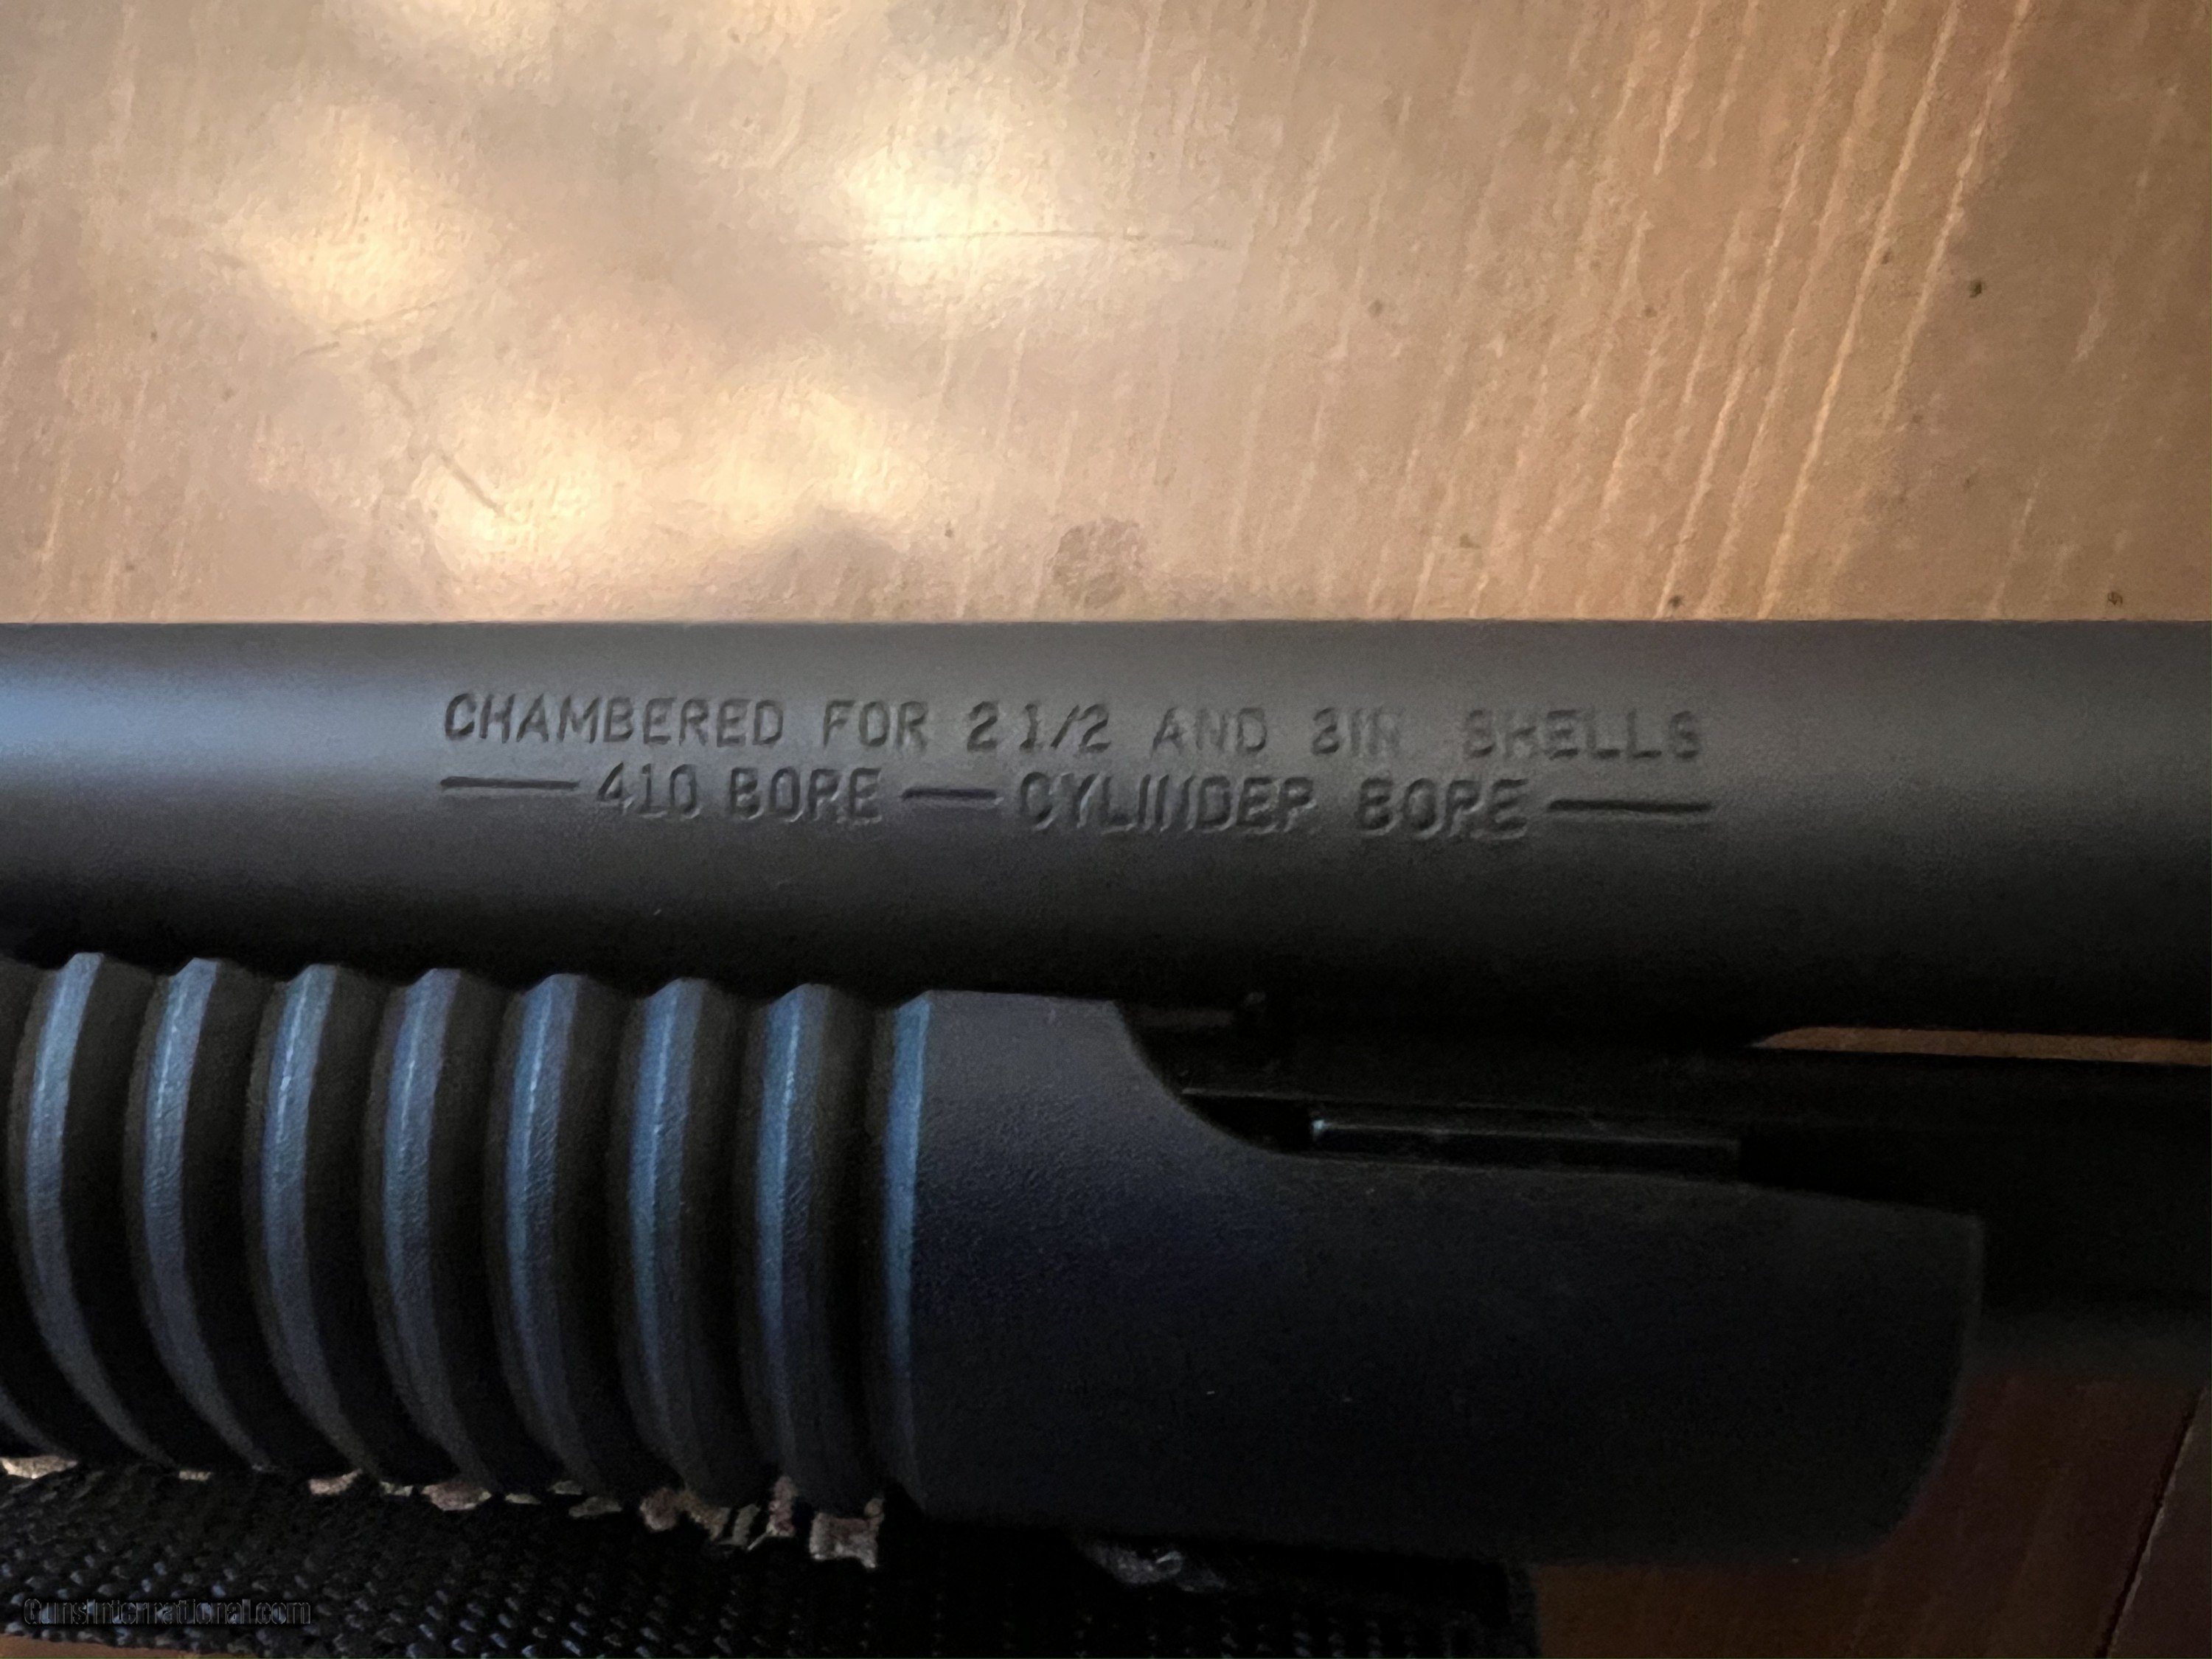 CHAMBERED FOR 2 1/2 AND 3IN SHELLS
— 410 BORE — CYLINDER BORE —
GunsInternational.com